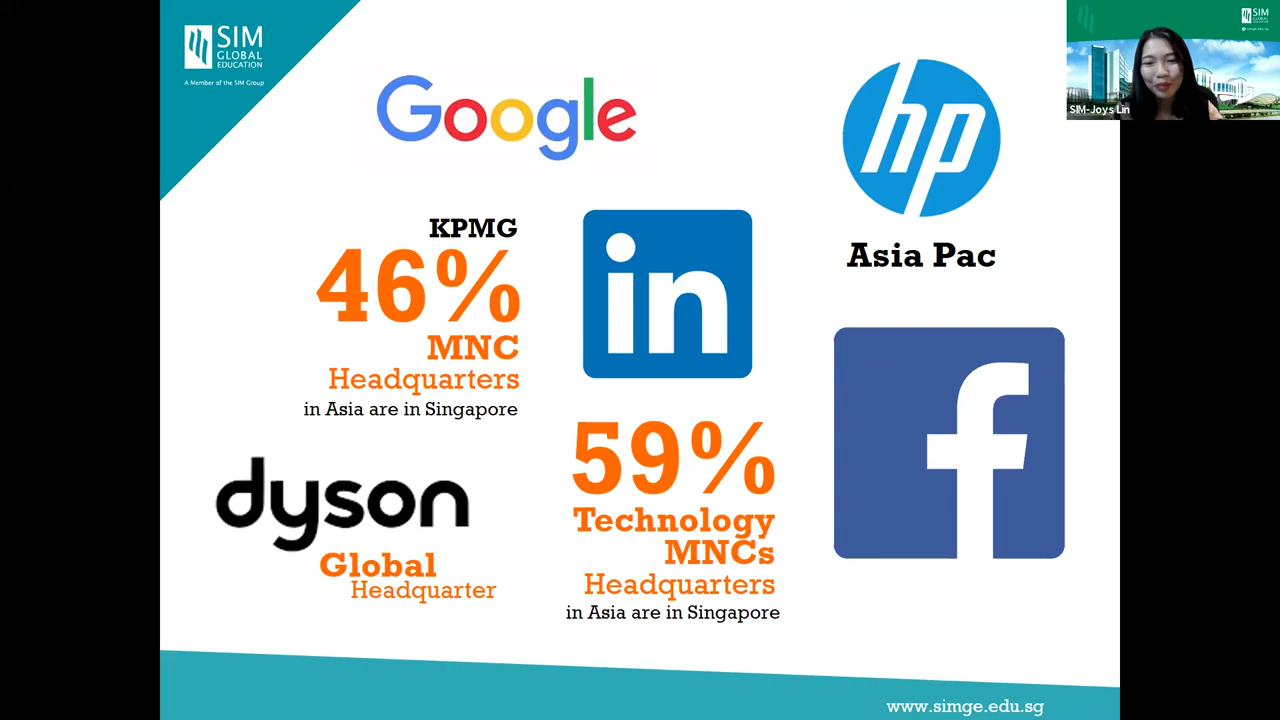 SIM
GLOBAL
EDUCATION
A Member of the SIM Group
Google
hp
Asia Pac
KPMG
46%
MNC
Headquarters
in Asia are in Singapore
in
dyson
Global
Headquarter
59%
Technology
MNCs
Headquarters
in Asia are in Singapore
f
www.simge.edu.sg
SIM
SIM-Joys Lin